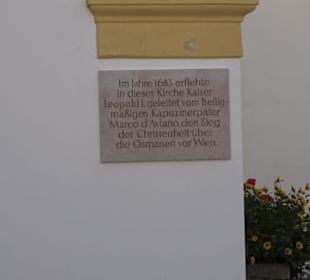 Im Jahre 1683 erflehte
in dieser Kirche Kaiser
Leopold I. geleitet vom heilig
mäßigen Kapuzinerpater
Marco d'Aviano, den Sieg
der Christenheit über
die Osmanen vor Wien.